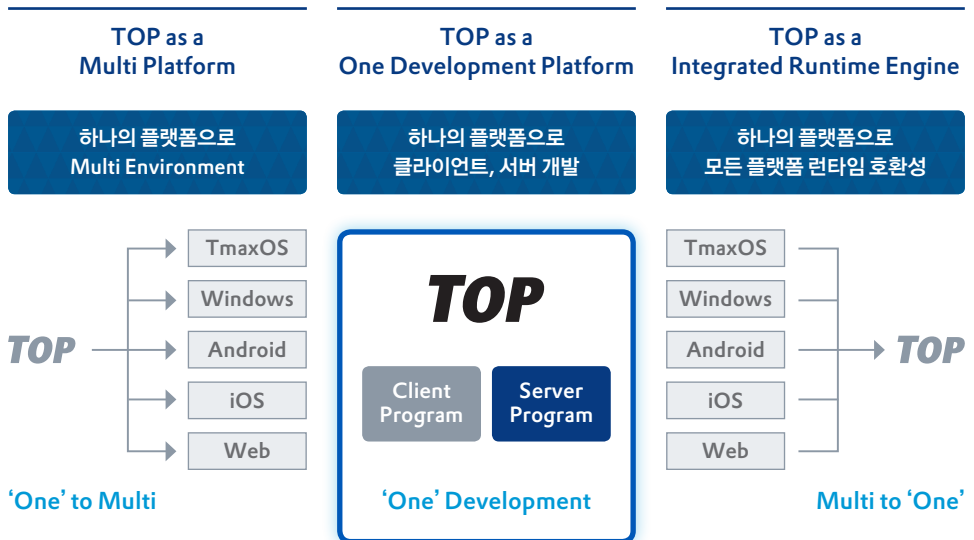 TOP as a
Multi Platform
하나의 플랫폼으로
Multi Environment
TOP
TmaxOS
Windows
Android
iOS
Web
‘One’ to Multi
TOP as a
One Development Platform
하나의 플랫폼으로
클라이언트, 서버 개발
TOP
Client
Program
Server
Program
‘One’ Development
TOP as a
Integrated Runtime Engine
하나의 플랫폼으로
모든 플랫폼 런타임 호환성
TmaxOS
Windows
Android
iOS
Web
TOP
Multi to ‘One’